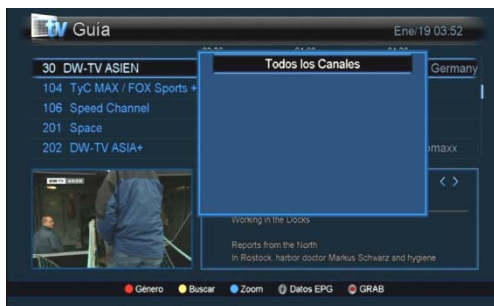 tv Guía
Ene/19 03:52
Todos los Canales
30 DW-TV ASIEN
Germany
104 TyC MAX / FOX Sports +
106 Speed Channel
201 Space
202 DW-TV ASIA+
omaxx
Working in the Docks
Reports from the North
In Rostock, harbor doctor Markus Schwarz and hygiene
Género Buscar Zoom Datos EPG GRAB